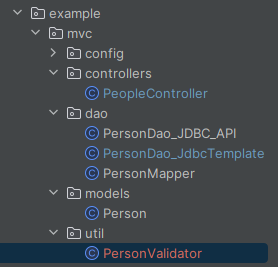 example
mvc
config
controllers
PeopleController
dao
PersonDao_JDBC_API
PersonDao_JdbcTemplate
PersonMapper
models
Person
util
PersonValidator